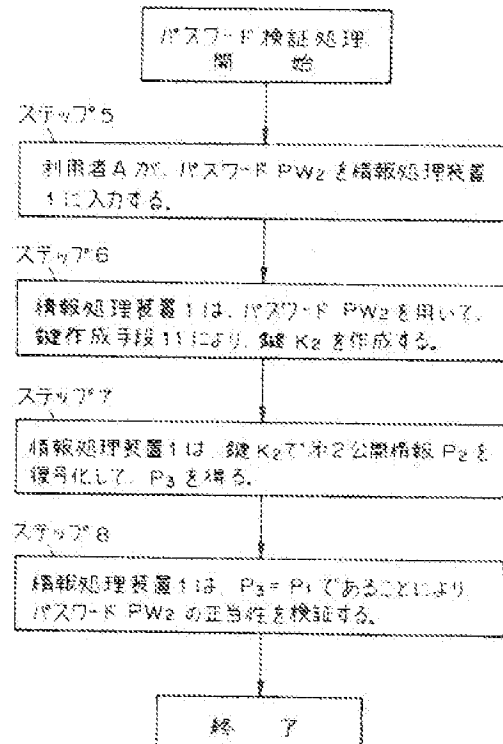 パスワード検証処理
開 始
ステップ5
利用者Aが、パスワードPW₂を情報処理装置
1に入力する。
ステップ6
情報処理装置1は、パスワードPW₂を用いて、
鍵作成手段11により、鍵K₂を作成する。
ステップ7
情報処理装置1は、鍵K₂で第2公開情報P₂を
復号化して、P₃を得る。
ステップ8
情報処理装置1は、P₃=P₁であることにより
パスワードPW₂の正当性を検証する。
終 了